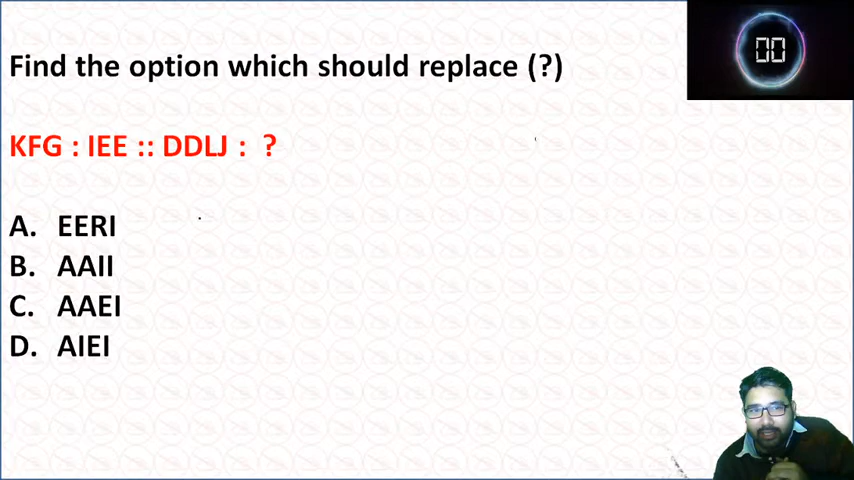 00
Find the option which should replace (?)
KFG : IEE :: DDLJ : ?
A. EERI
B. AAII
C. AAEI
D. AIEI